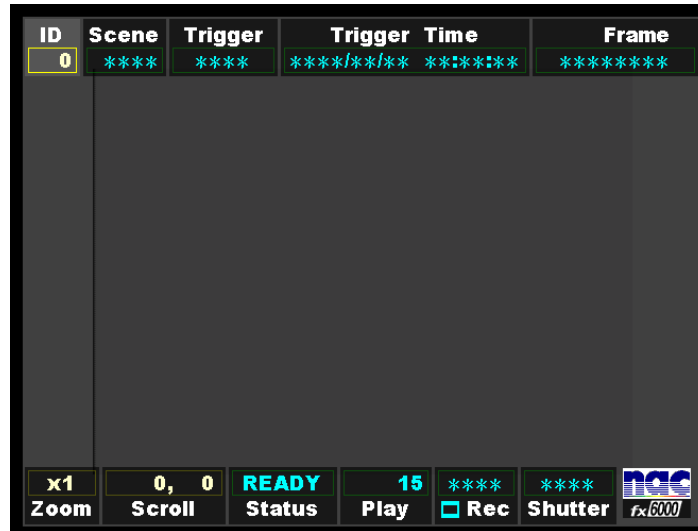 ID Scene Trigger Trigger Time Frame
0 **** **** ****/**/** **:**:** ********
x1 0, 0 READY 15 **** ****
Zoom Scroll Status Play Rec Shutter
nac
fx6000